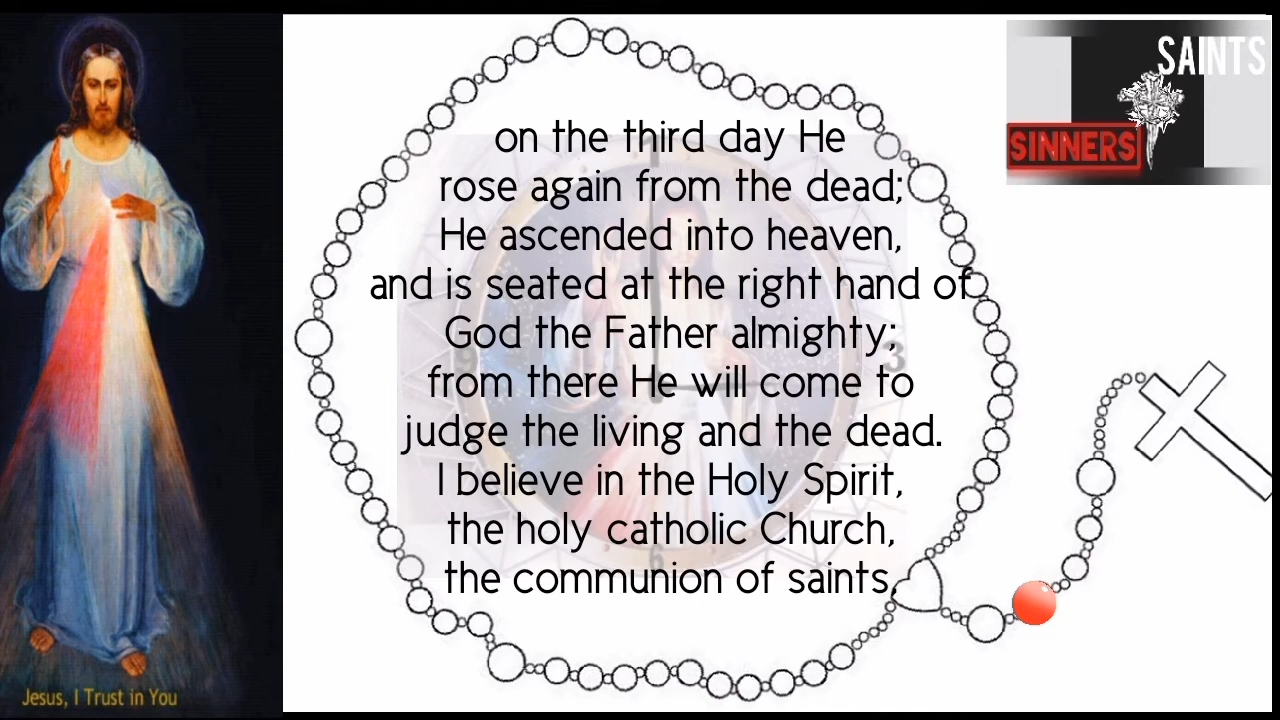 SAINTS
SINNERS
on the third day He
rose again from the dead;
He ascended into heaven,
and is seated at the right hand of
God the Father almighty;
from there He will come to
judge the living and the dead.
I believe in the Holy Spirit,
the holy catholic Church,
the communion of saints,
9
3
6
Jesus, I Trust in You